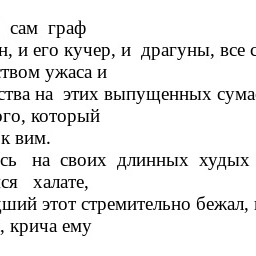 сам граф
н, и его кучер, и драгуны, все с
ством ужаса и
ства на этих выпущенных сума
ого, который
к вим.
сь на своих длинных худых
ся халате,
дший этот стремительно бежал, н
, крича ему